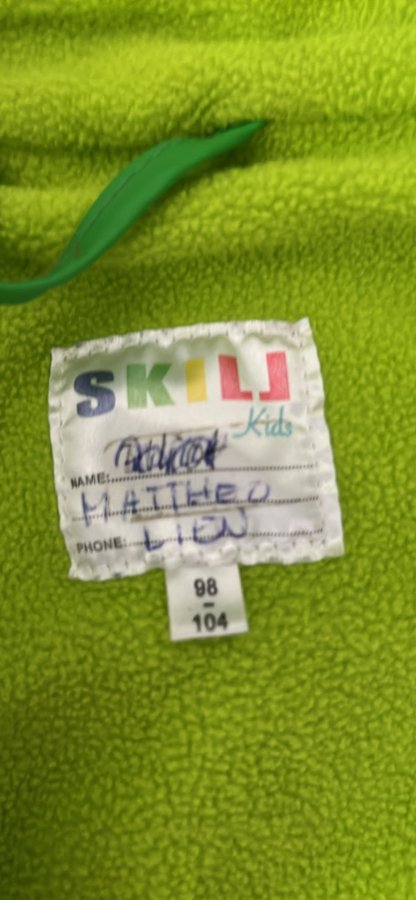 SKILL
Kids
NAME:
MATTHEO
PHONE: LIEN
98
-
104